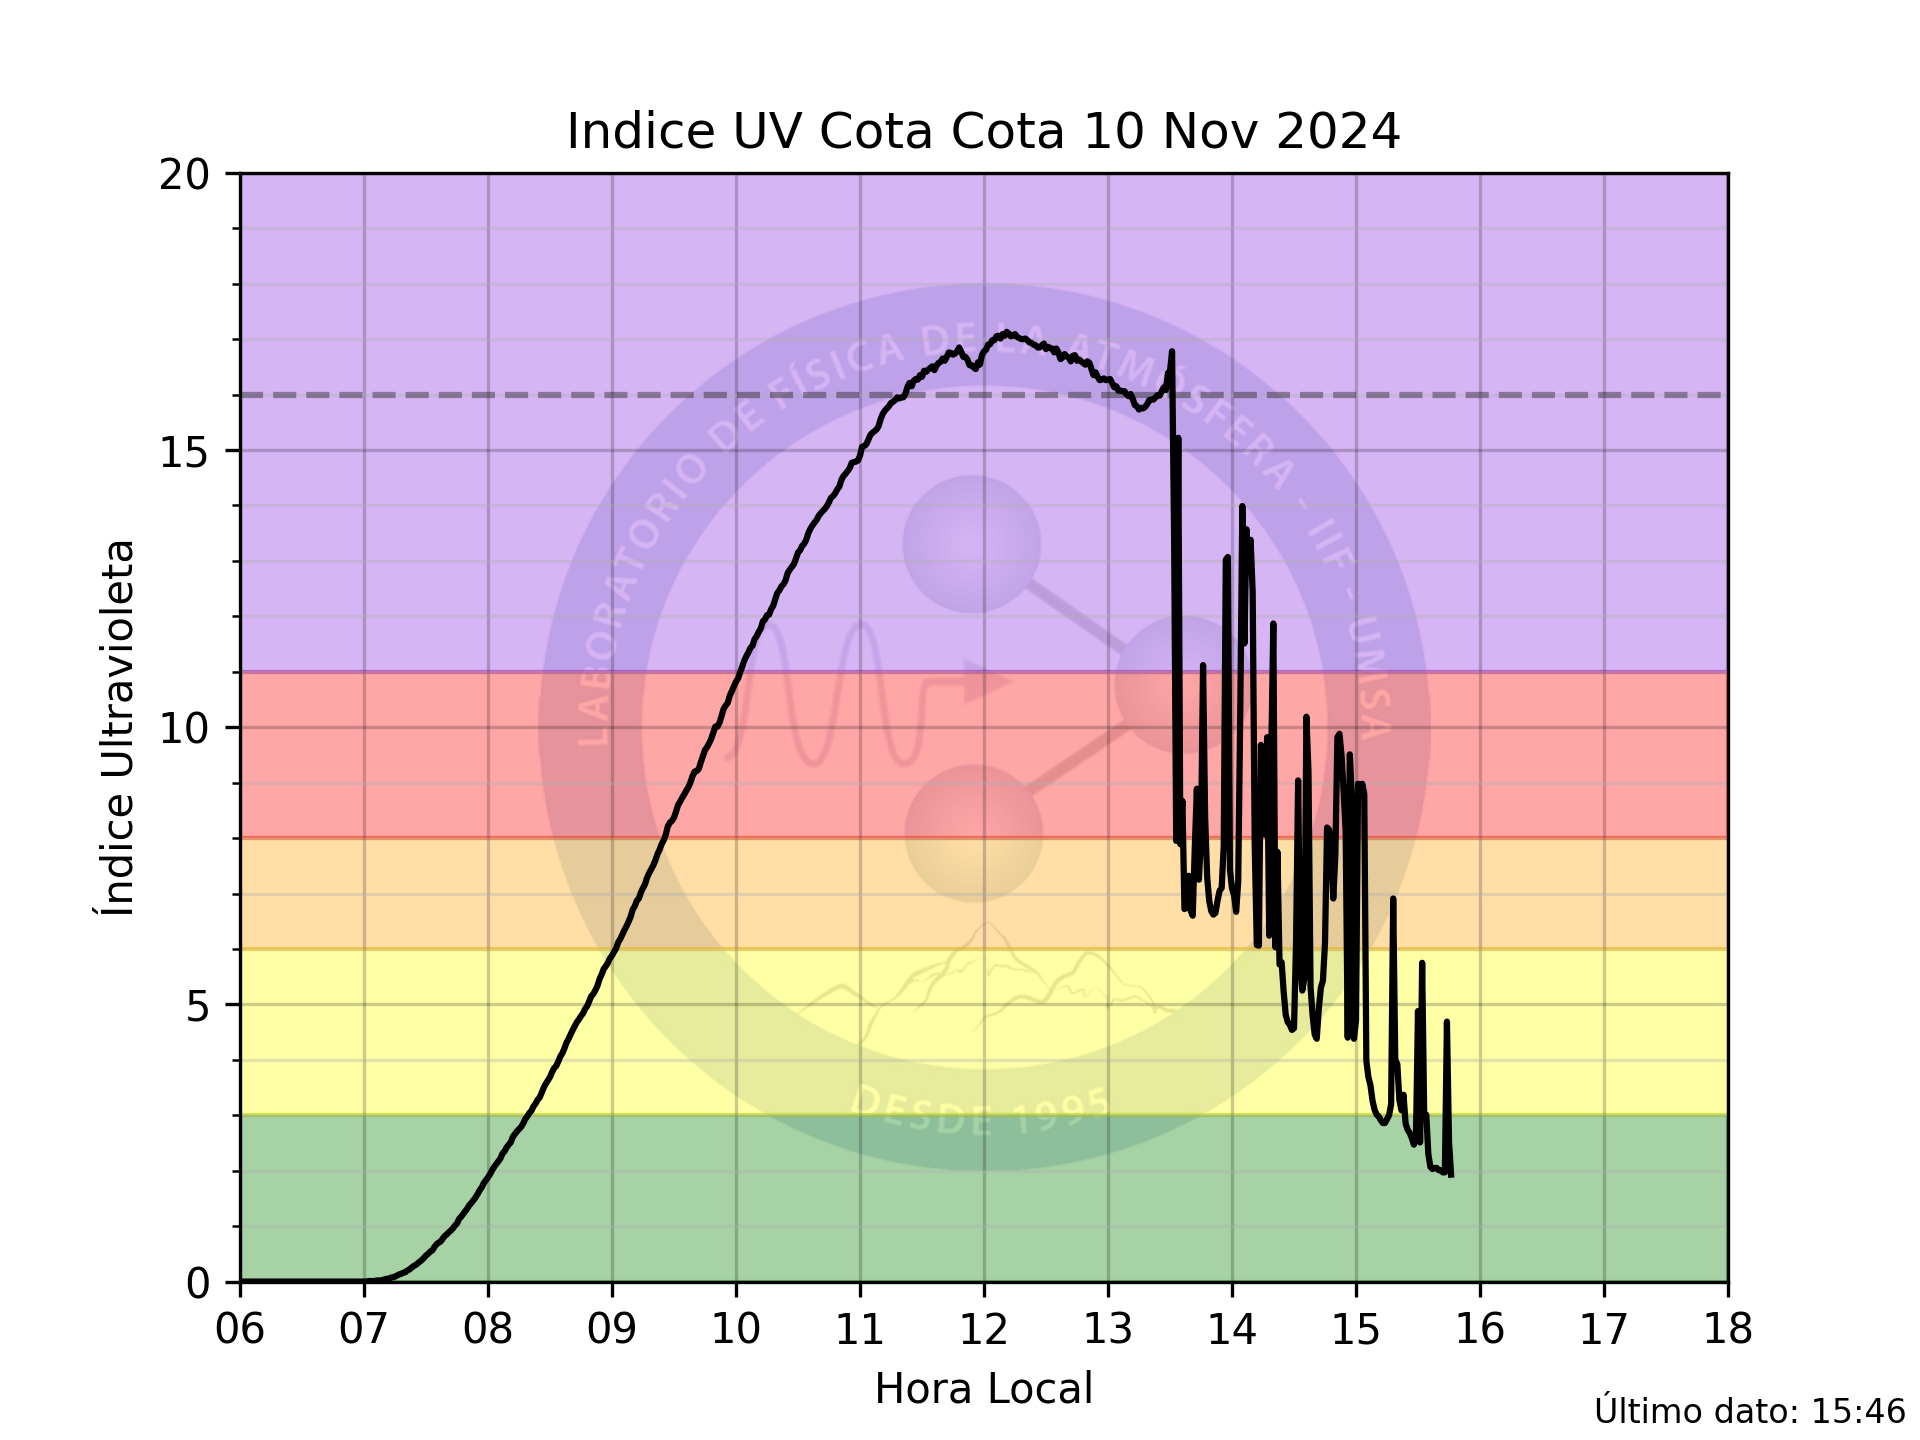 Indice UV Cota Cota 10 Nov 2024
20
15
10
5
0
Índice Ultravioleta
LABORATORIO DE FÍSICA DE LA ATMÓSFERA - IIF - UMSA
DESDE 1995
06 07 08 09 10 11 12 13 14 15 16 17 18
Hora Local
Último dato: 15:46